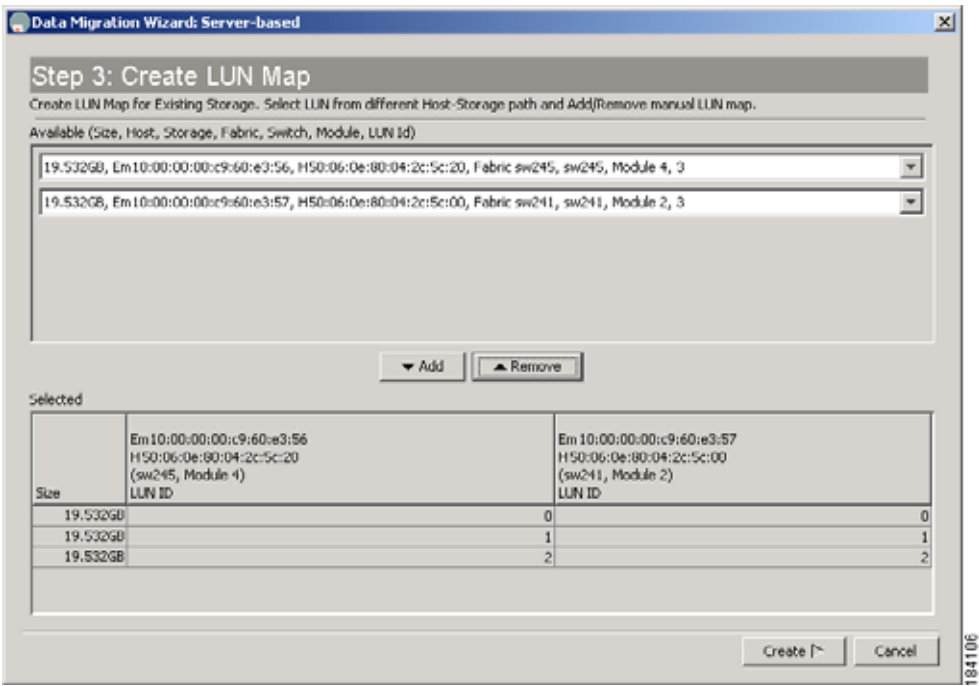 Data Migration Wizard: Server-based
Step 3: Create LUN Map
Create LUN Map for Existing Storage. Select LUN from different Host-Storage path and Add/Remove manual LUN map.
Available (Size, Host, Storage, Fabric, Switch, Module, LUN Id)
19.532GB, Em10:00:00:00:c9:60:e3:56, H50:06:0e:80:04:2c:5c:20, Fabric sw245, sw245, Module 4, 3
19.532GB, Em10:00:00:00:c9:60:e3:57, H50:06:0e:80:04:2c:5c:00, Fabric sw241, sw241, Module 2, 3
Add Remove
Selected
Em10:00:00:00:c9:60:e3:56 Em10:00:00:00:c9:60:e3:57
H50:06:0e:80:04:2c:5c:20 H50:06:0e:80:04:2c:5c:00
(sw245, Module 4) (sw241, Module 2)
Size LUN ID LUN ID
19.532GB 0 0
19.532GB 1 1
19.532GB 2 2
Create Cancel
184106